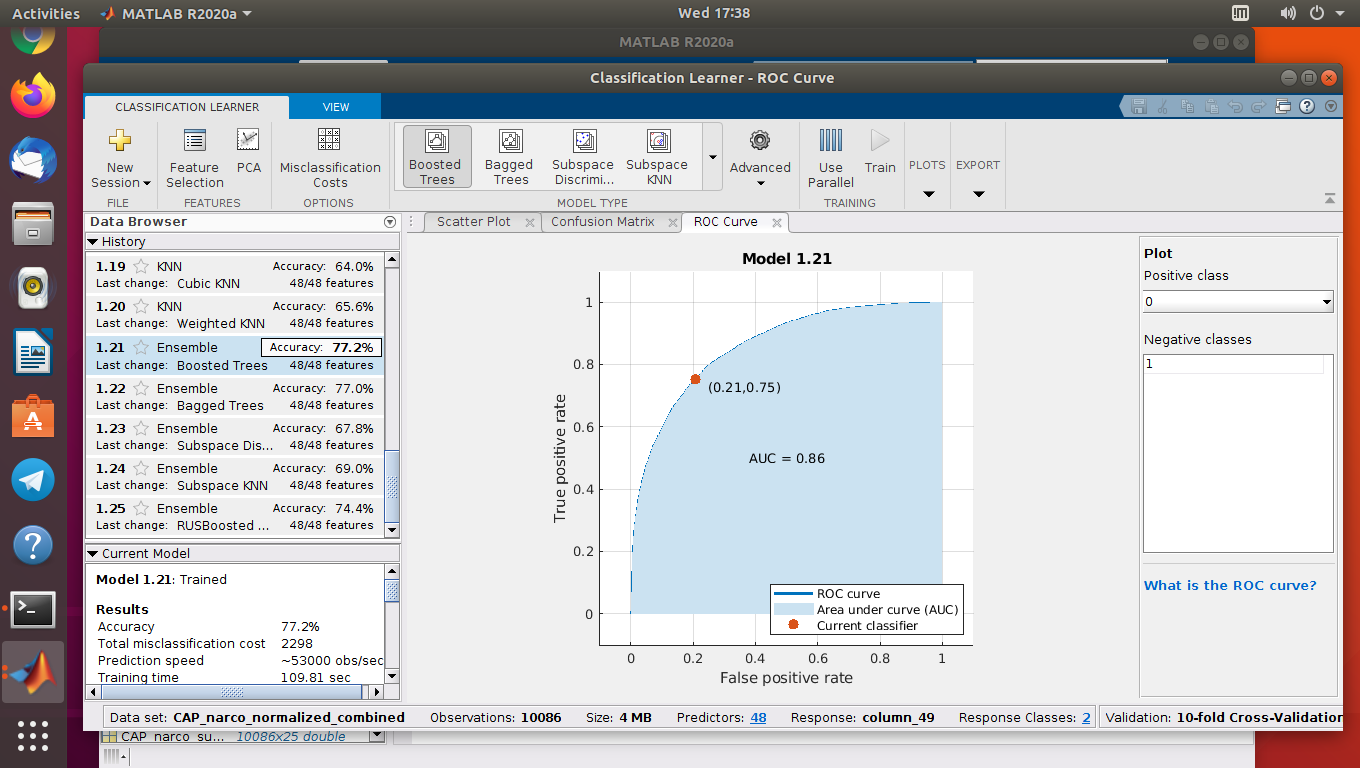 Activities MATLAB R2020a Wed 17:38
MATLAB R2020a
Classification Learner - ROC Curve
CLASSIFICATION LEARNER VIEW
New Session
Feature Selection
PCA
Misclassification Costs
Boosted Trees
Bagged Trees
Subspace Discrimi...
Subspace KNN
Advanced
Use Parallel
Train
PLOTS
EXPORT
FILE FEATURES OPTIONS MODEL TYPE TRAINING
Data Browser
History
1.19 KNN Accuracy: 64.0%
Last change: Cubic KNN 48/48 features
1.20 KNN Accuracy: 65.6%
Last change: Weighted KNN 48/48 features
1.21 Ensemble Accuracy: 77.2%
Last change: Boosted Trees 48/48 features
1.22 Ensemble Accuracy: 77.0%
Last change: Bagged Trees 48/48 features
1.23 Ensemble Accuracy: 67.8%
Last change: Subspace Dis... 48/48 features
1.24 Ensemble Accuracy: 69.0%
Last change: Subspace KNN 48/48 features
1.25 Ensemble Accuracy: 74.4%
Last change: RUSBoosted ... 48/48 features
Current Model
Model 1.21: Trained
Results
Accuracy 77.2%
Total misclassification cost 2298
Prediction speed ~53000 obs/sec
Training time 109.81 sec
Scatter Plot Confusion Matrix ROC Curve
Model 1.21
True positive rate
1
0.8
0.6
0.4
0.2
0
(0.21,0.75)
AUC = 0.86
ROC curve
Area under curve (AUC)
Current classifier
0 0.2 0.4 0.6 0.8 1
False positive rate
Plot
Positive class
0
Negative classes
1
What is the ROC curve?
Data set: CAP_narco_normalized_combined Observations: 10086 Size: 4 MB Predictors: 48 Response: column_49 Response Classes: 2 Validation: 10-fold Cross-Validation
CAP_narco_su... 10086x25 double